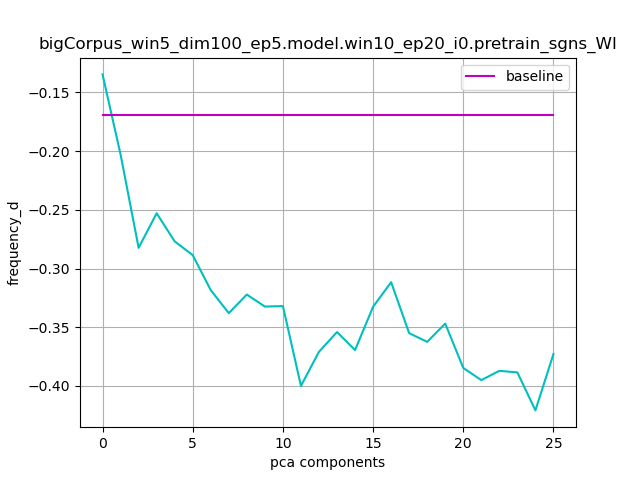 bigCorpus_win5_dim100_ep5.model.win10_ep20_i0.pretrain_sgns_WI
baseline
−0.15
−0.20
−0.25
−0.30
−0.35
−0.40
frequency_d
0 5 10 15 20 25
pca components